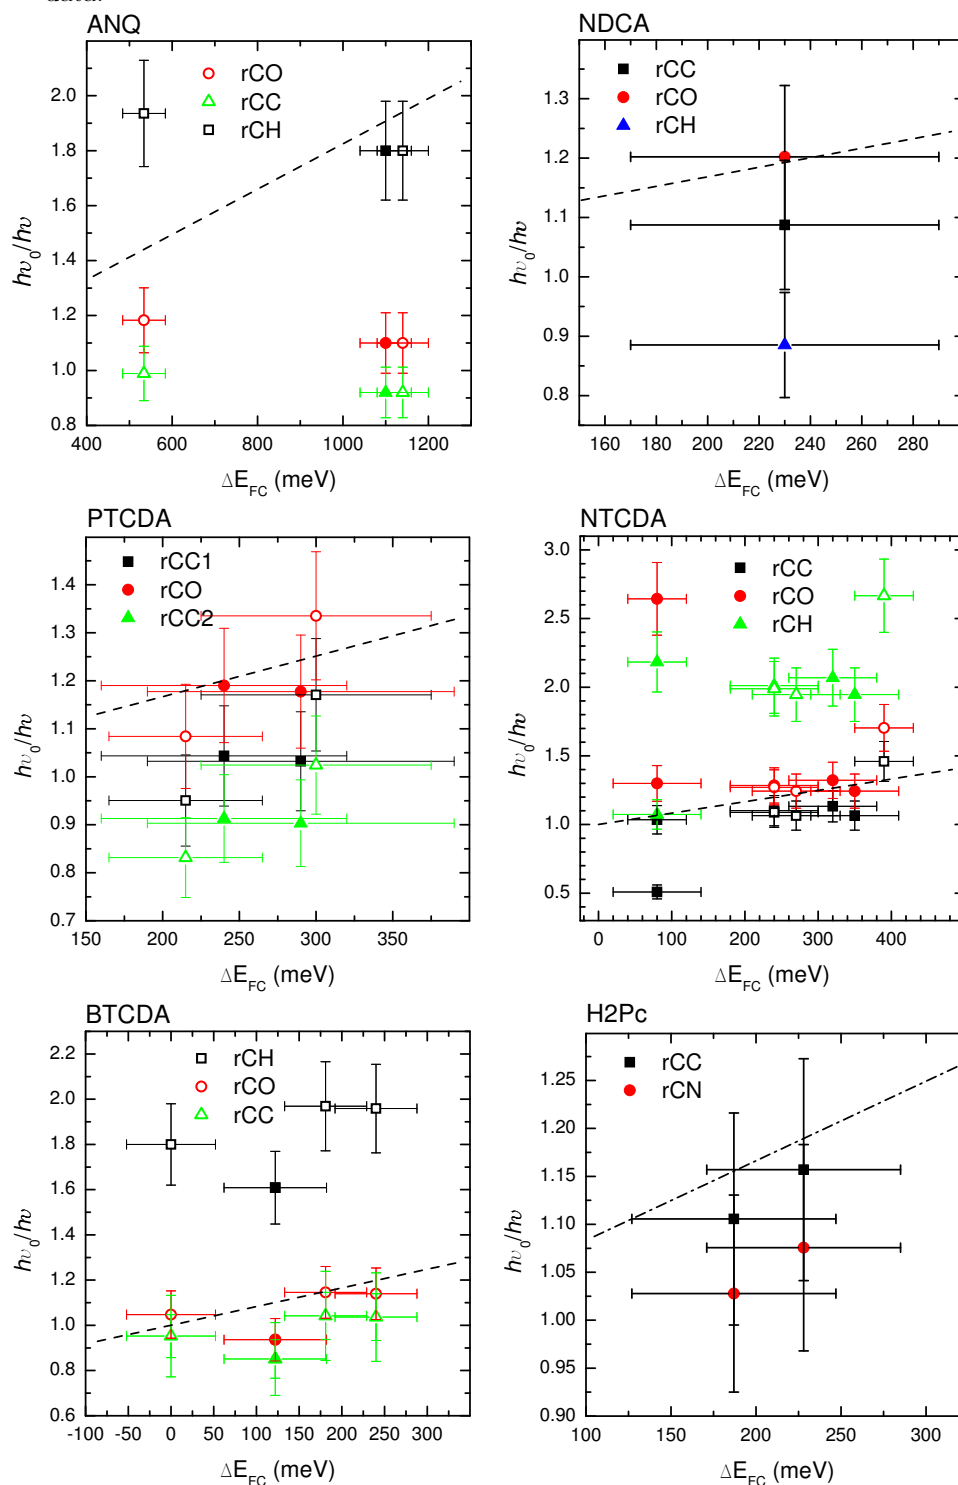 data.
ANQ
rCO
rCC
rCH
2.0
1.8
1.6
1.4
1.2
1.0
0.8
400 600 800 1000 1200
hν₀/hν
ΔE_FC (meV)
NDCA
rCC
rCO
rCH
1.3
1.2
1.1
1.0
0.9
0.8
160 180 200 220 240 260 280
hν₀/hν
ΔE_FC (meV)
PTCDA
rCC1
rCO
rCC2
1.4
1.3
1.2
1.1
1.0
0.9
0.8
0.7
150 200 250 300 350
hν₀/hν
ΔE_FC (meV)
NTCDA
rCC
rCO
rCH
3.0
2.5
2.0
1.5
1.0
0.5
0 100 200 300 400
hν₀/hν
ΔE_FC (meV)
BTCDA
rCH
rCO
rCC
2.2
2.0
1.8
1.6
1.4
1.2
1.0
0.8
0.6
-100 -50 0 50 100 150 200 250 300
hν₀/hν
ΔE_FC (meV)
H2Pc
rCC
rCN
1.25
1.20
1.15
1.10
1.05
1.00
0.95
0.90
100 150 200 250 300
hν₀/hν
ΔE_FC (meV)